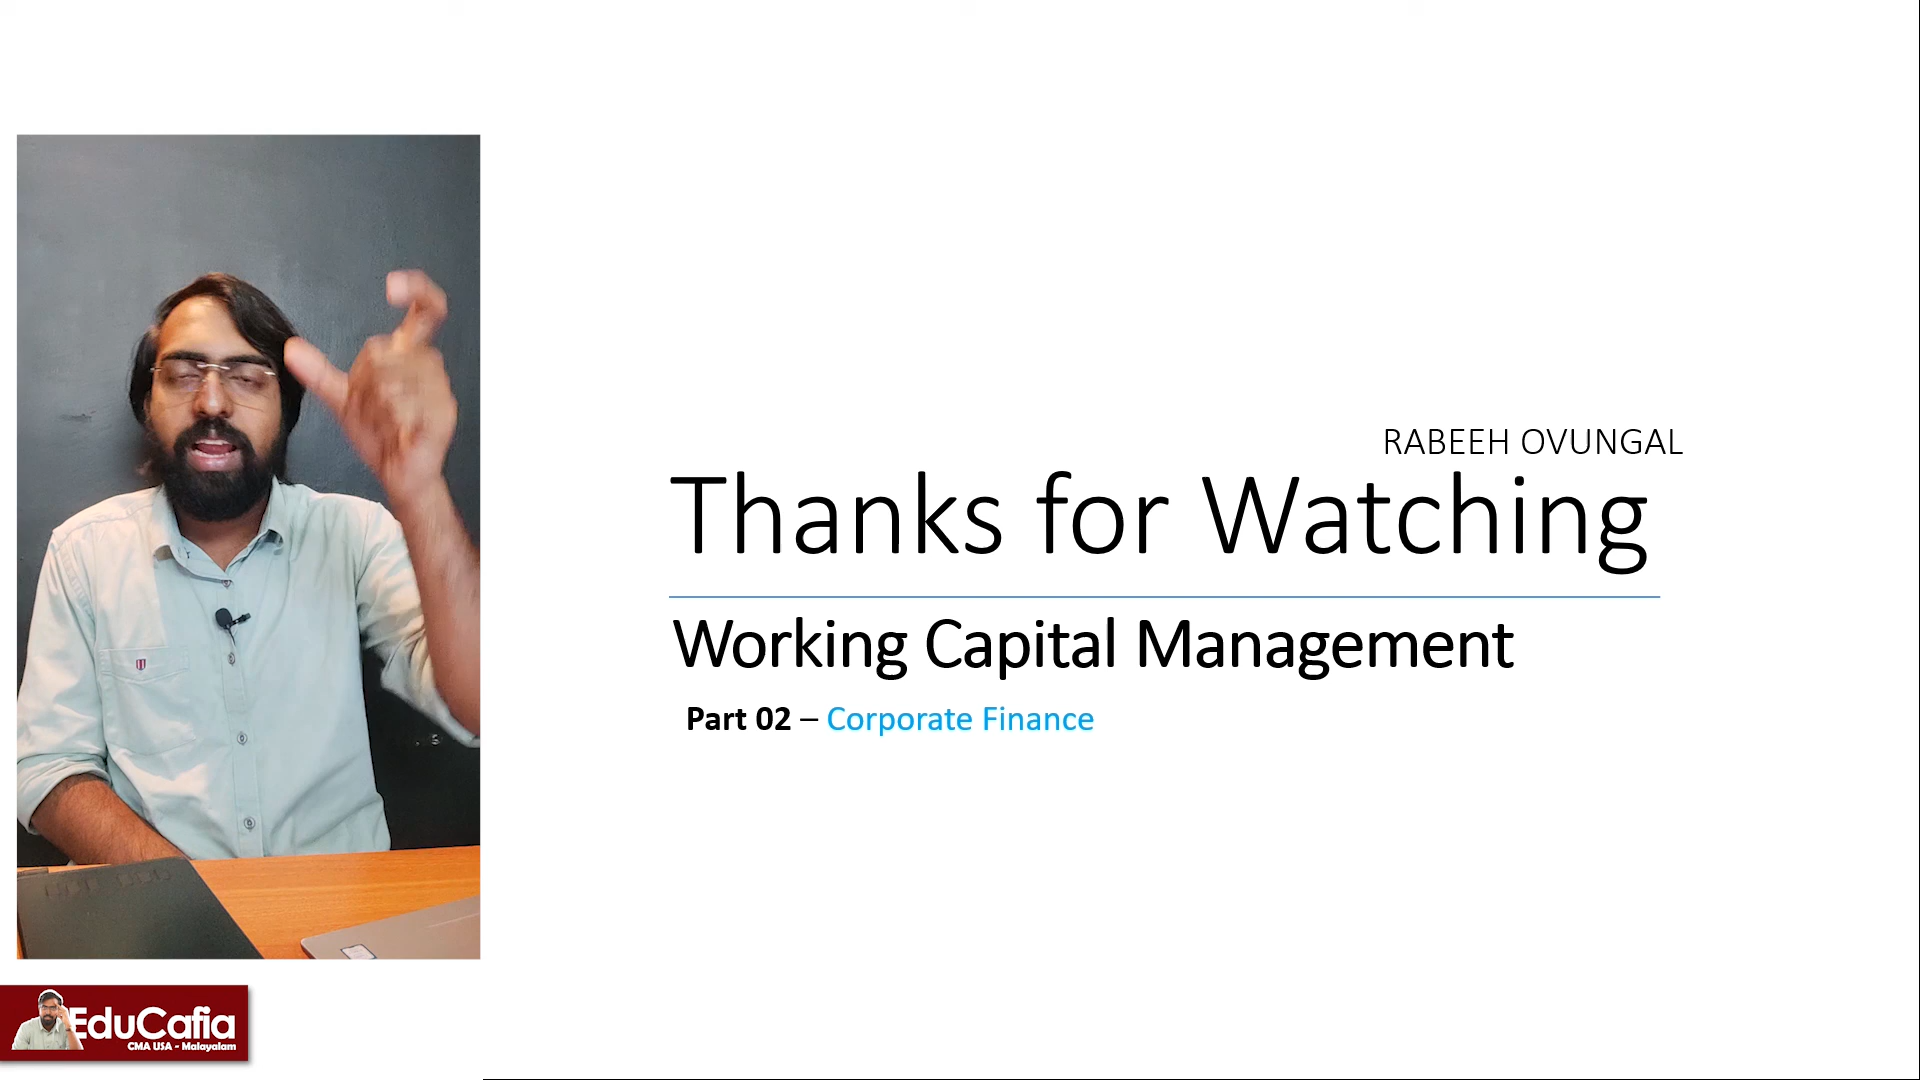 RABEEH OVUNGAL
Thanks for Watching
Working Capital Management
Part 02 – Corporate Finance
EduCafia
CMA USA - Malayalam